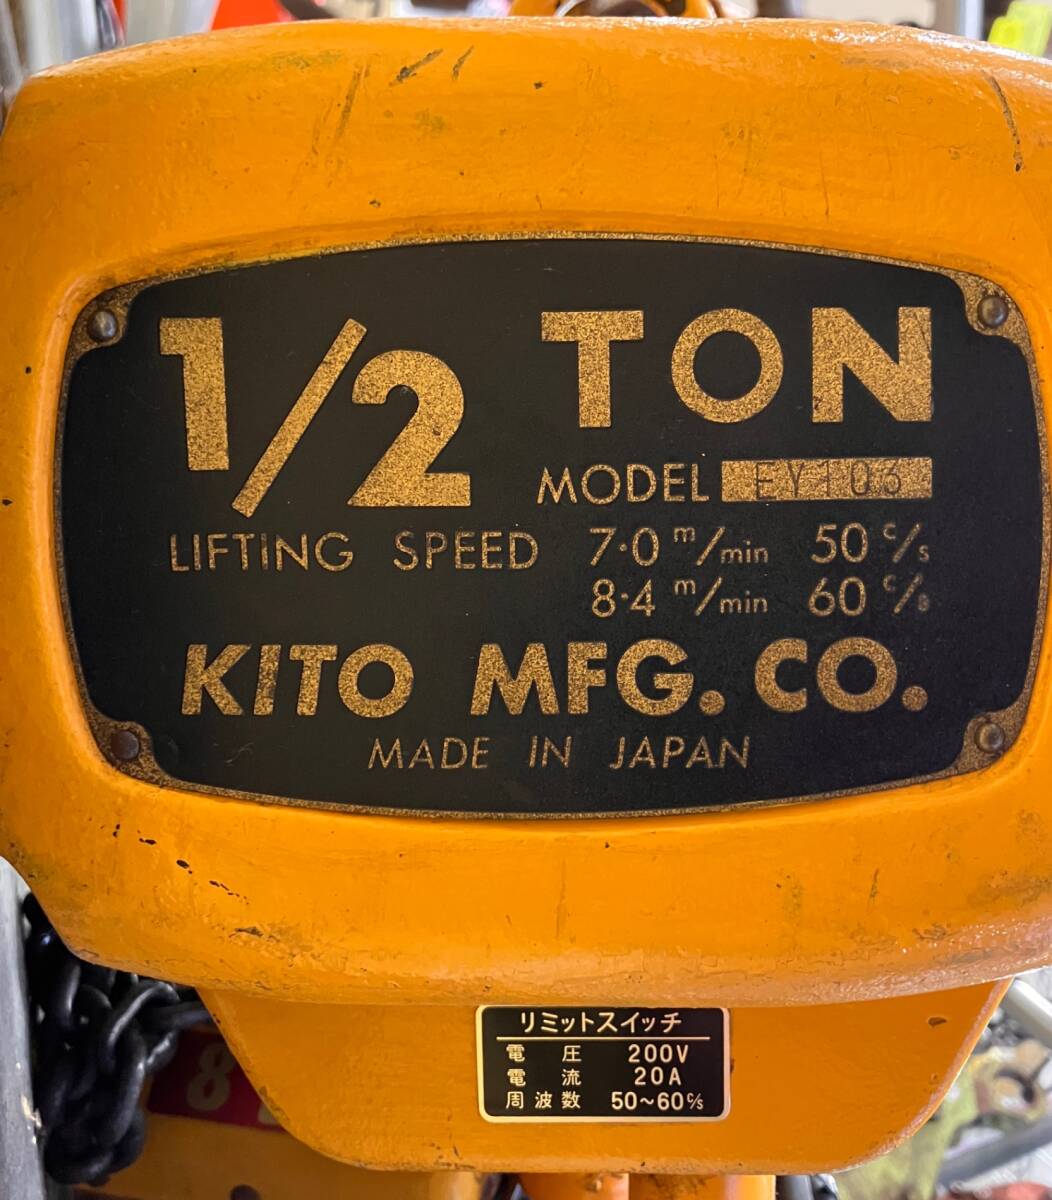 1/2 TON
MODEL EY103
LIFTING SPEED 7·0 m/min 50 c/s
8·4 m/min 60 c/s
KITO MFG. CO.
MADE IN JAPAN
リミットスイッチ
電 圧 200V
電 流 20A
周波数 50~60c/s
8